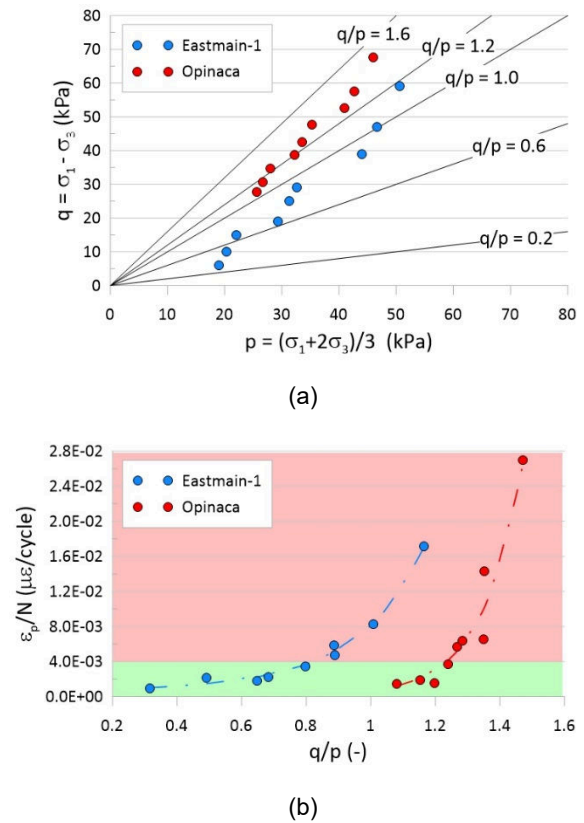 80
70
60
50
40
30
20
10
0
q = σ₁ - σ₃ (kPa)
Eastmain-1
Opinaca
q/p = 1.6
q/p = 1.2
q/p = 1.0
q/p = 0.6
q/p = 0.2
0 20 30 40 50 60 70 80
p = (σ₁+2σ₃)/3 (kPa)
(a)
2.8E-02
2.4E-02
2.0E-02
1.6E-02
1.2E-02
8.0E-03
4.0E-03
0.0E+00
εₚ/N (με/cycle)
Eastmain-1
Opinaca
0.2 0.4 0.6 0.8 1 1.2 1.4 1.6
q/p (-)
(b)